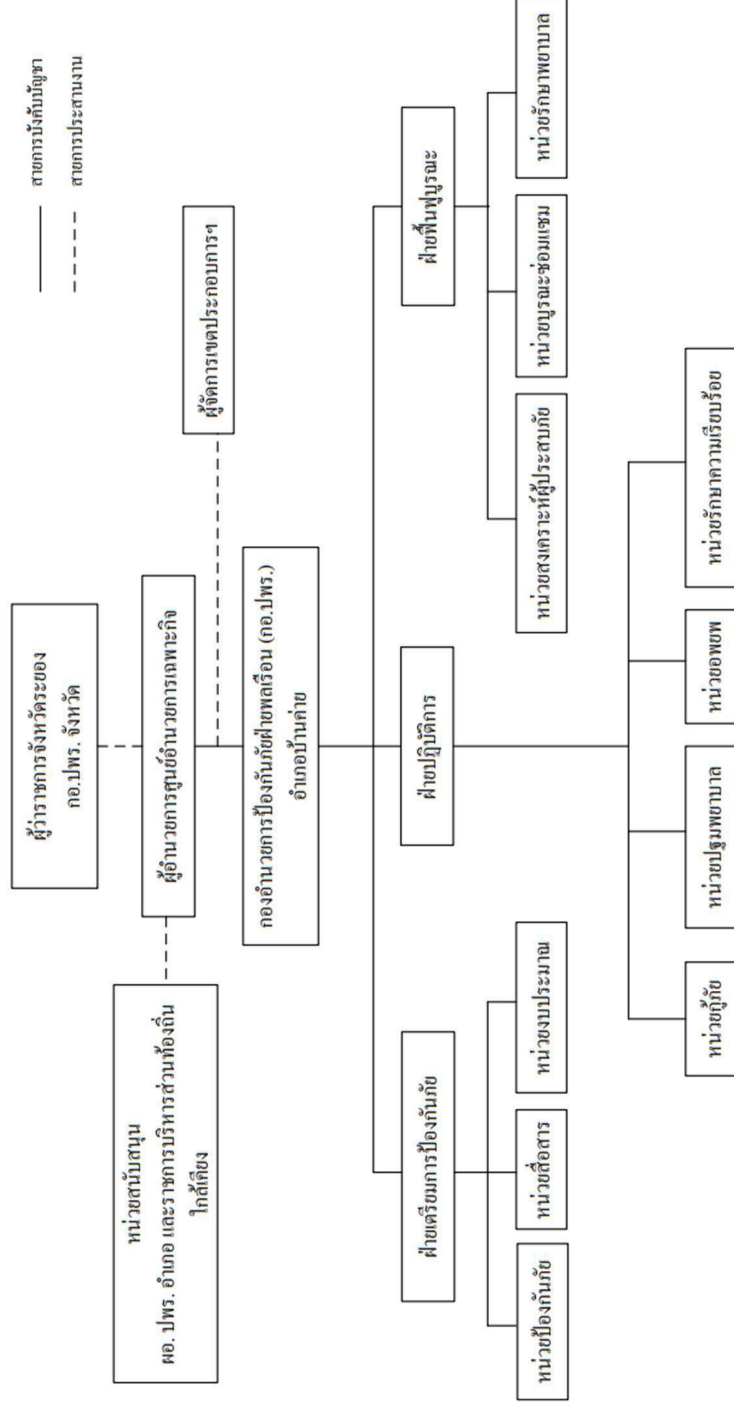 สายการบังคับบัญชา
สายการประสานงาน
ผู้ว่าราชการจังหวัดระยอง
กอ.ปพร. จังหวัด
หน่วยสนับสนุน
ผอ. ปพร. อำเภอ และราชการบริหารส่วนท้องถิ่น
ใกล้เคียง
ผู้อำนวยการศูนย์อำนวยการเฉพาะกิจ
ผู้จัดการเขตประกอบการฯ
กองอำนวยการป้องกันภัยฝ่ายพลเรือน (กอ.ปพร.)
อำเภอบ้านค่าย
ฝ่ายเตรียมการป้องกันภัย
ฝ่ายปฏิบัติการ
ฝ่ายฟื้นฟูบูรณะ
หน่วยป้องกันภัย
หน่วยสื่อสาร
หน่วยงบประมาณ
หน่วยสงเคราะห์ผู้ประสบภัย
หน่วยบูรณะซ่อมแซม
หน่วยรักษาพยาบาล
หน่วยกู้ภัย
หน่วยปฐมพยาบาล
หน่วยอพยพ
หน่วยรักษาความเรียบร้อย